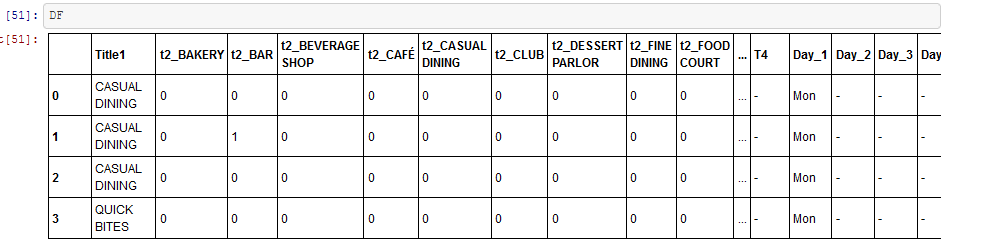 [51]: DF
t[51]:
Title1 t2_BAKERY t2_BAR t2_BEVERAGE SHOP t2_CAFÉ t2_CASUAL DINING t2_CLUB t2_DESSERT PARLOR t2_FINE DINING t2_FOOD COURT ... T4 Day_1 Day_2 Day_3 Day
0 CASUAL DINING 0 0 0 0 0 0 0 0 0 ... - Mon - - -
1 CASUAL DINING 0 1 0 0 0 0 0 0 0 ... - Mon - - -
2 CASUAL DINING 0 0 0 0 0 0 0 0 0 ... - Mon - - -
3 QUICK BITES 0 0 0 0 0 0 0 0 0 ... - Mon - - -